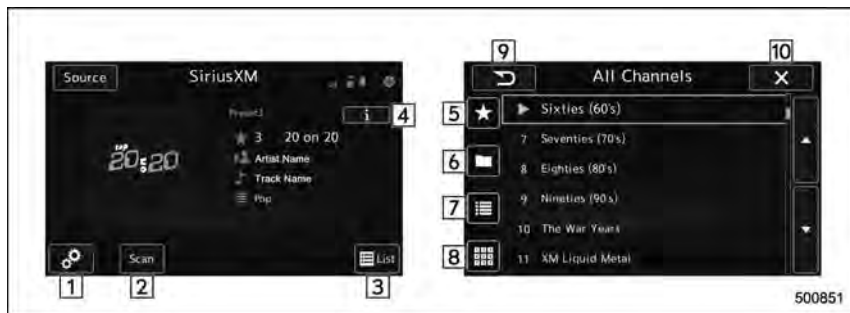 9
10
Source
SiriusXM
All Channels
X
Preset3
i
4
5
Sixties (60's)
3 20 on 20
7 Seventies (70's)
20 20
Artist Name
6
8 Eighties (80's)
Track Name
Pop
7
9 Nineties (90's)
10 The War Years
Scan
List
8
11 XM Liquid Metal
1
2
3
500851